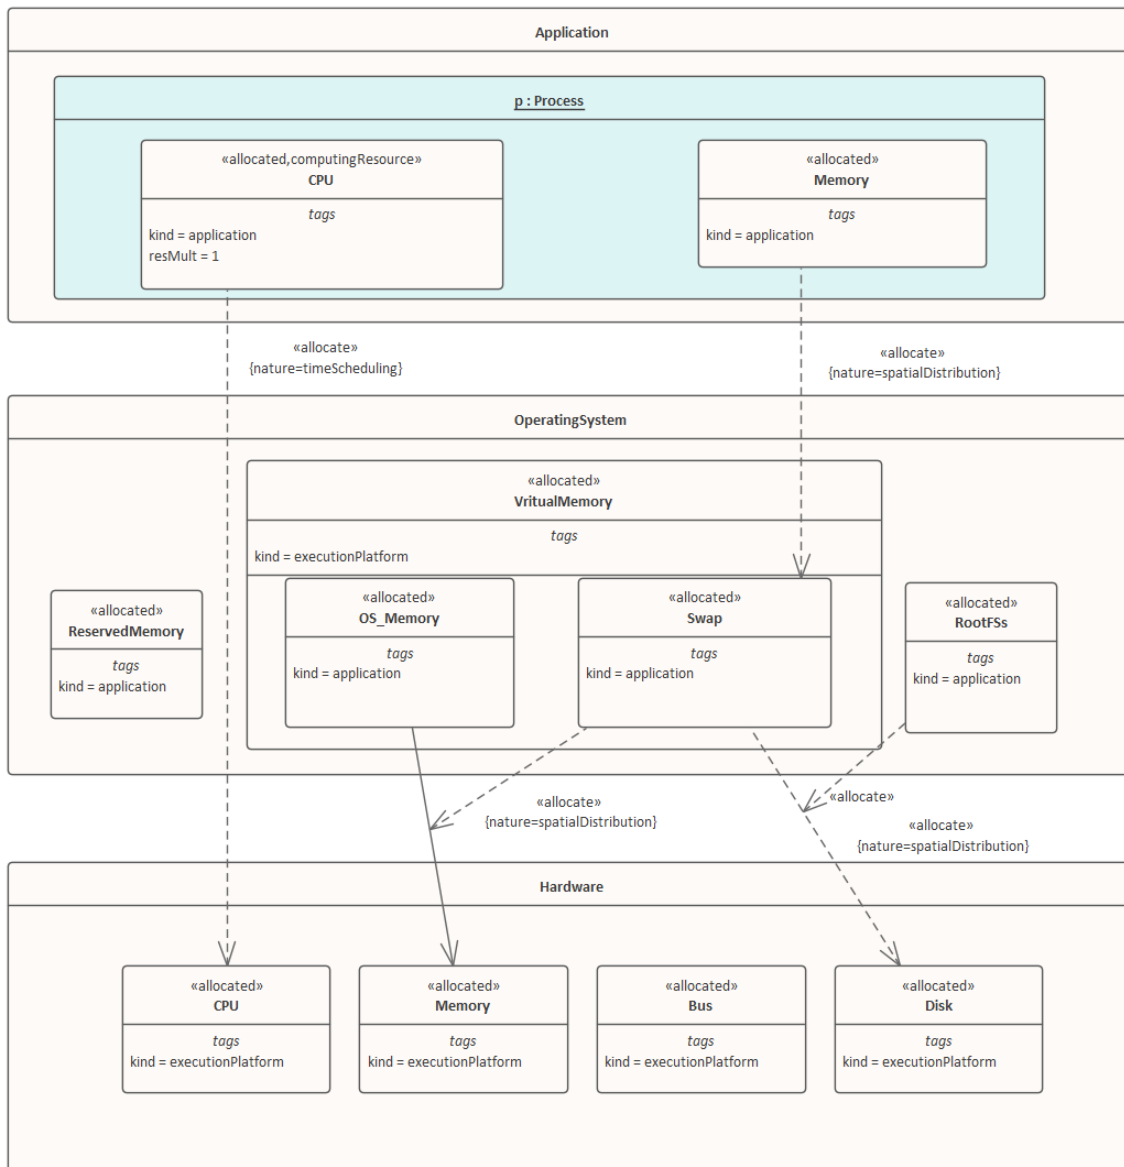 Application
p : Process
«allocated,computingResource»
CPU
tags
kind = application
resMult = 1
«allocated»
Memory
tags
kind = application
«allocate»
{nature=timeScheduling}
«allocate»
{nature=spatialDistribution}
OperatingSystem
«allocated»
VritualMemory
tags
kind = executionPlatform
«allocated»
ReservedMemory
tags
kind = application
«allocated»
OS_Memory
tags
kind = application
«allocated»
Swap
tags
kind = application
«allocated»
RootFSs
tags
kind = application
«allocate»
{nature=spatialDistribution}
«allocate»
«allocate»
{nature=spatialDistribution}
Hardware
«allocated»
CPU
tags
kind = executionPlatform
«allocated»
Memory
tags
kind = executionPlatform
«allocated»
Bus
tags
kind = executionPlatform
«allocated»
Disk
tags
kind = executionPlatform